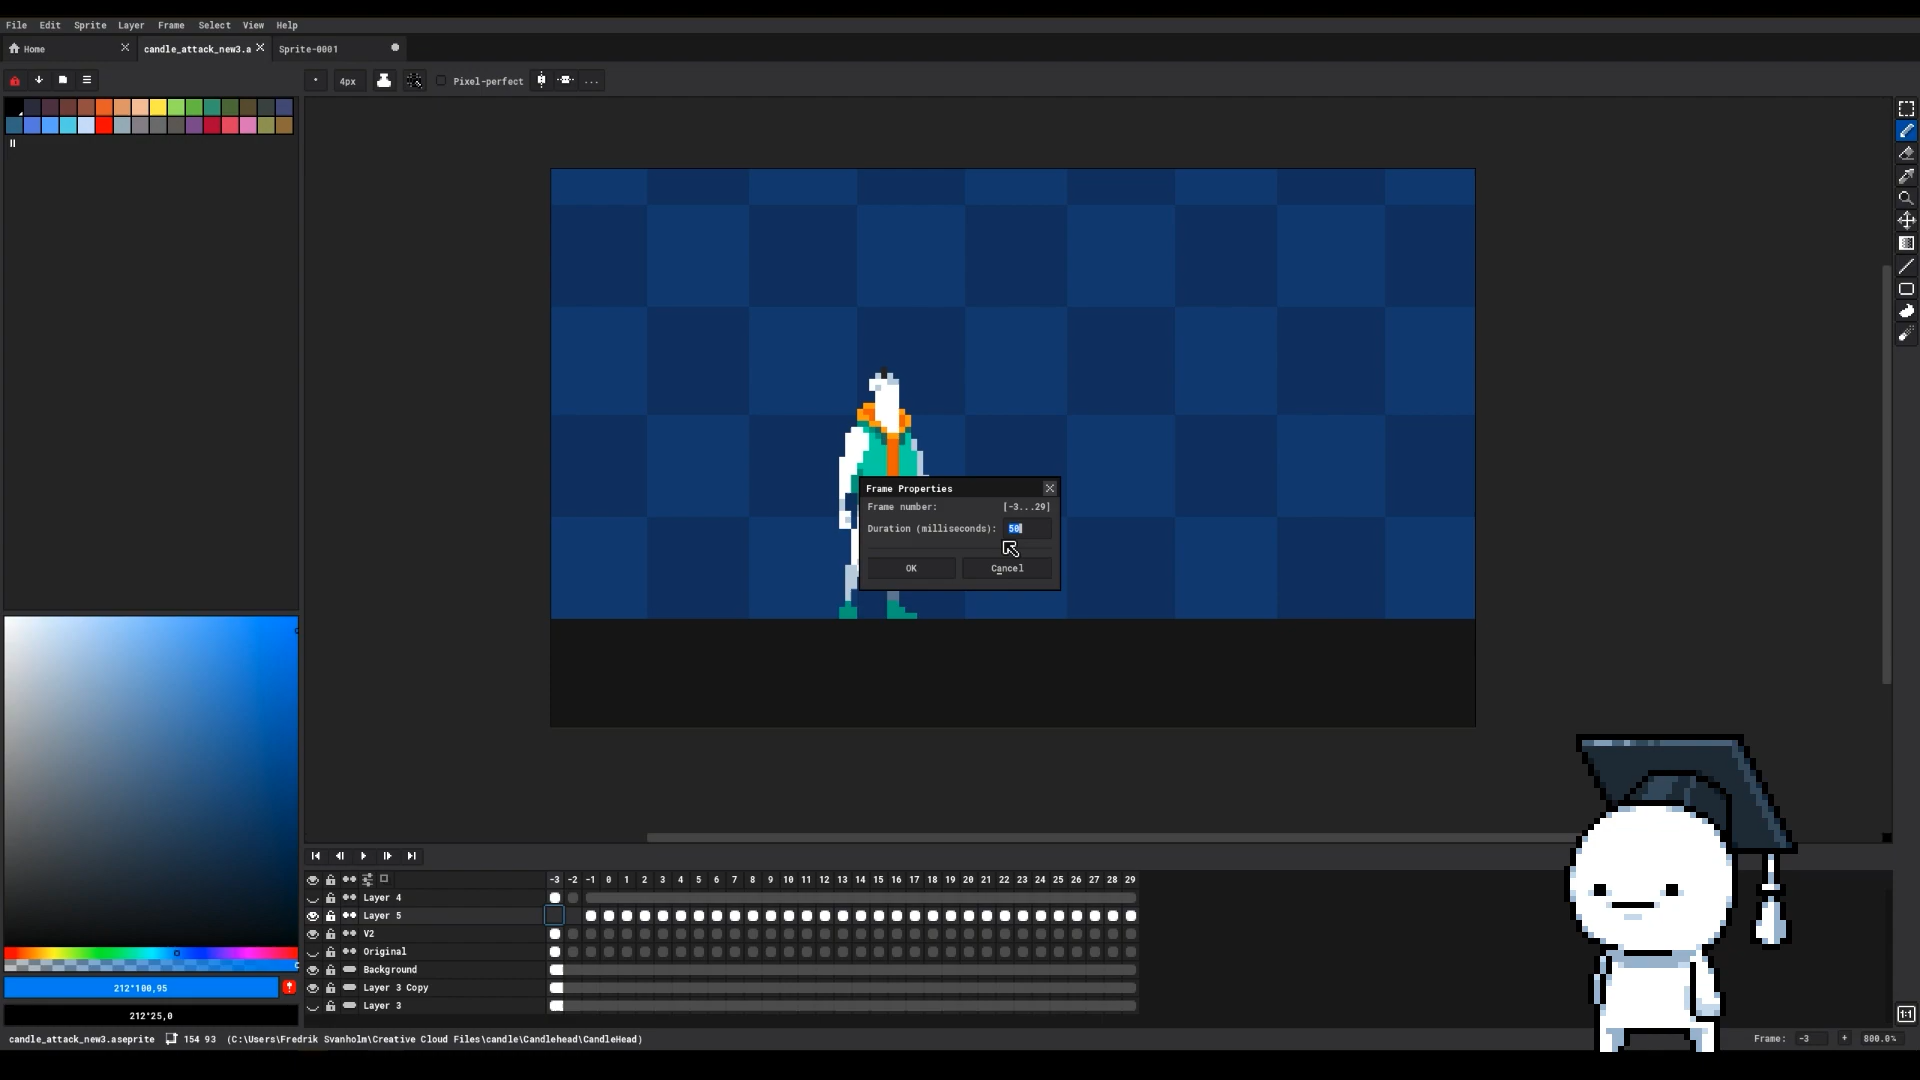 File Edit Sprite Layer Frame Select View Help
Home candle_attack_new3.a Sprite-0001
4px Pixel-perfect ...
Frame Properties
Frame number: [-3...29]
Duration (milliseconds): 50
OK Cancel
-3 -2 -1 0 1 2 3 4 5 6 7 8 9 10 11 12 13 14 15 16 17 18 19 20 21 22 23 24 25 26 27 28 29
Layer 4
Layer 5
V2
Original
Background
Layer 3 Copy
Layer 3
212°100,95
212°25,0
1:1
candle_attack_new3.aseprite 154 93 (C:\Users\Fredrik Svanholm\Creative Cloud Files\candle\Candlehead\CandleHead) Frame: -3 + 800.0%